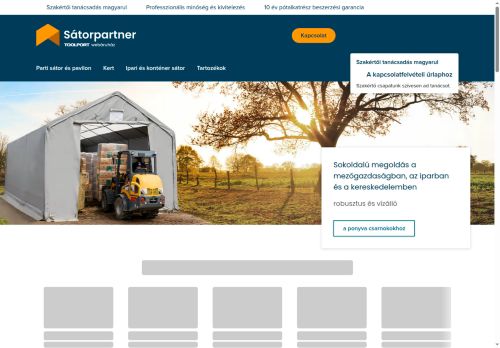 Szakértői tanácsadás magyarul
Professzionális minőség és kivitelezés
10 év pótalkatrész beszerzési garancia
Sátorpartner
TOOLPORT webáruház
Kapcsolat
Szakértői tanácsadás magyarul
A kapcsolatfelvételi űrlaphoz
Szakértő csapatunk szívesen ad tanácsot.
Parti sátor és pavilon
Kert
Ipari és konténer sátor
Tartozékok
Sokoldalú megoldás a
mezőgazdaságban, az iparban
és a kereskedelemben
robusztus és vízálló
a ponyva csarnokokhoz